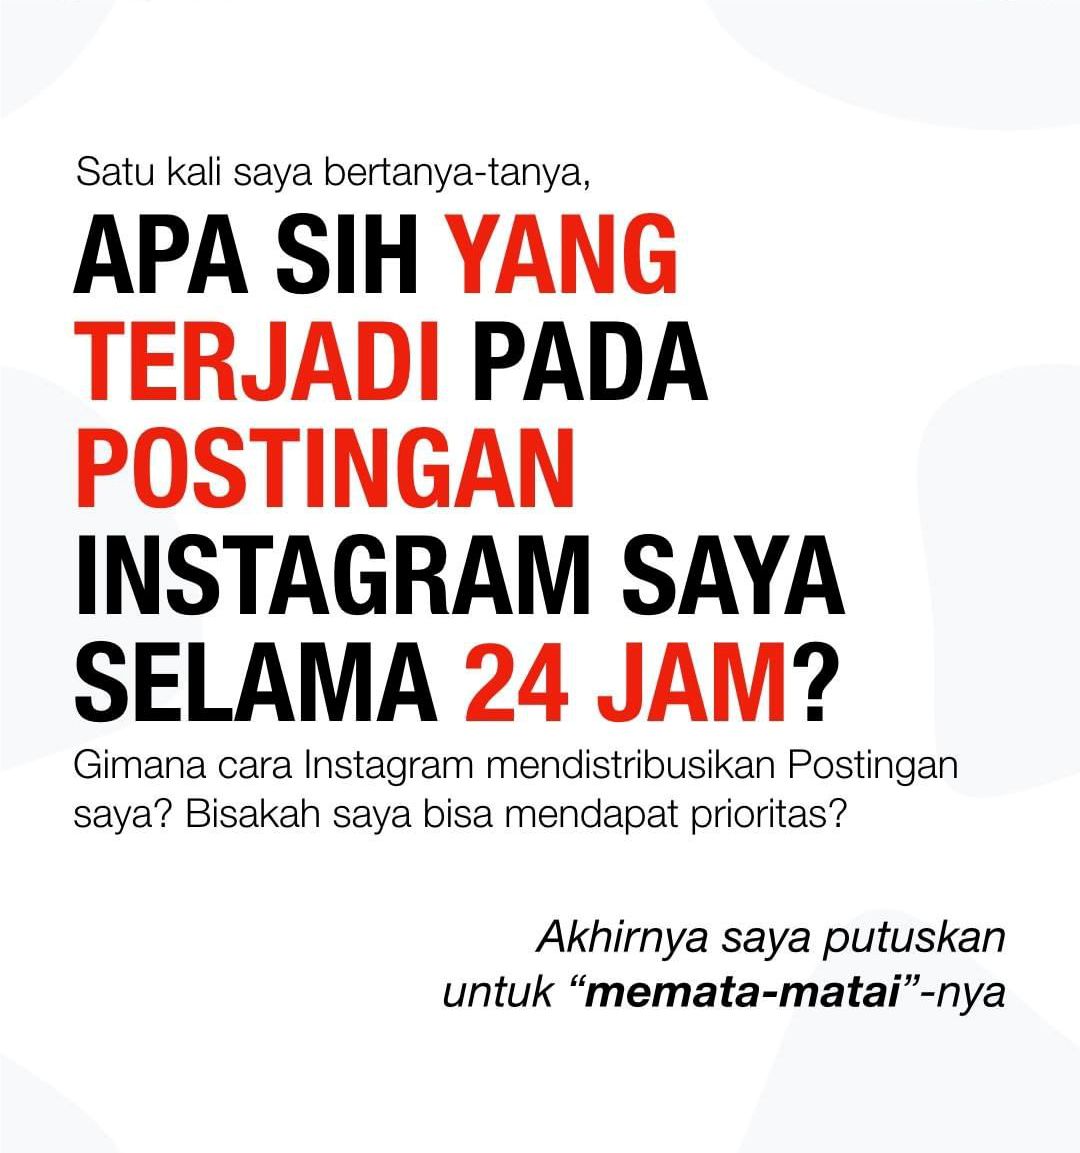 Satu kali saya bertanya-tanya,
APA SIH YANG
TERJADI PADA
POSTINGAN
INSTAGRAM SAYA
SELAMA 24 JAM?
Gimana cara Instagram mendistribusikan Postingan
saya? Bisakah saya bisa mendapat prioritas?
Akhirnya saya putuskan
untuk “memata-matai”-nya